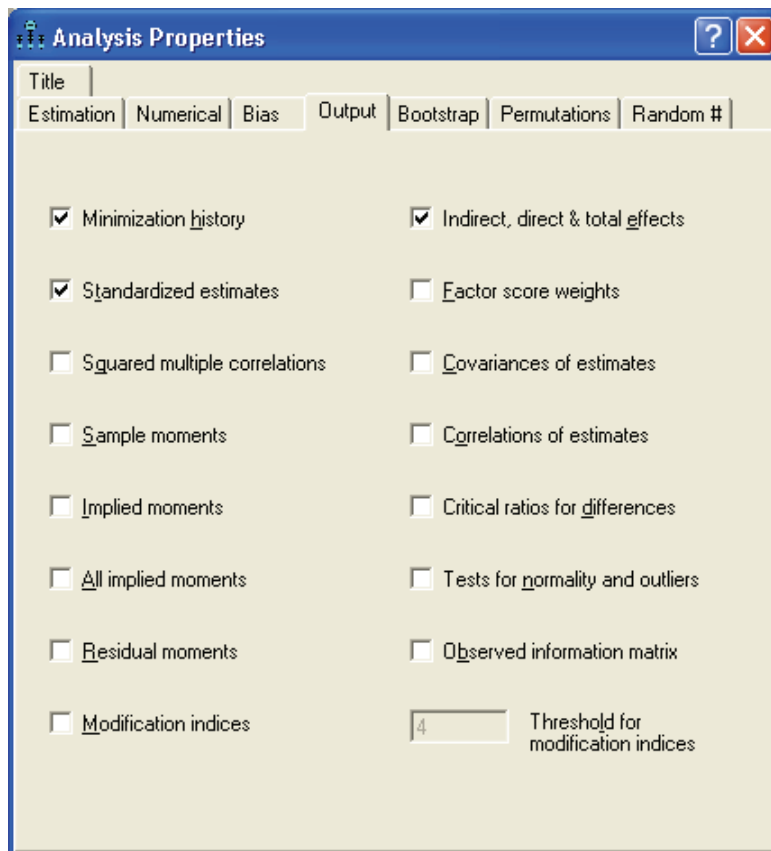 Analysis Properties
Title
Estimation Numerical Bias Output Bootstrap Permutations Random #
Minimization history
Indirect, direct & total effects
Standardized estimates
Factor score weights
Squared multiple correlations
Covariances of estimates
Sample moments
Correlations of estimates
Implied moments
Critical ratios for differences
All implied moments
Tests for normality and outliers
Residual moments
Observed information matrix
Modification indices
4
Threshold for
modification indices